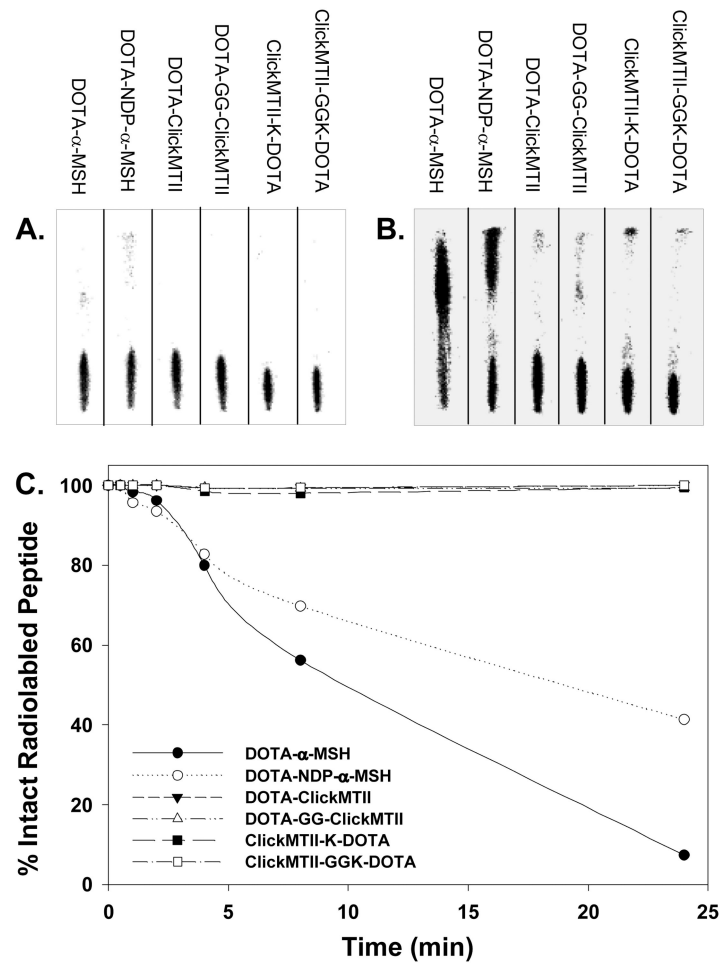 DOTA-α-MSH
DOTA-NDP-α-MSH
DOTA-ClickMTII
DOTA-GG-ClickMTII
ClickMTII-K-DOTA
ClickMTII-GGK-DOTA
DOTA-α-MSH
DOTA-NDP-α-MSH
DOTA-ClickMTII
DOTA-GG-ClickMTII
ClickMTII-K-DOTA
ClickMTII-GGK-DOTA
A.
B.
C.
% Intact Radiolabled Peptide
100
80
60
40
20
0
DOTA-α-MSH
DOTA-NDP-α-MSH
DOTA-ClickMTII
DOTA-GG-ClickMTII
ClickMTII-K-DOTA
ClickMTII-GGK-DOTA
0 5 10 15 20 25
Time (min)